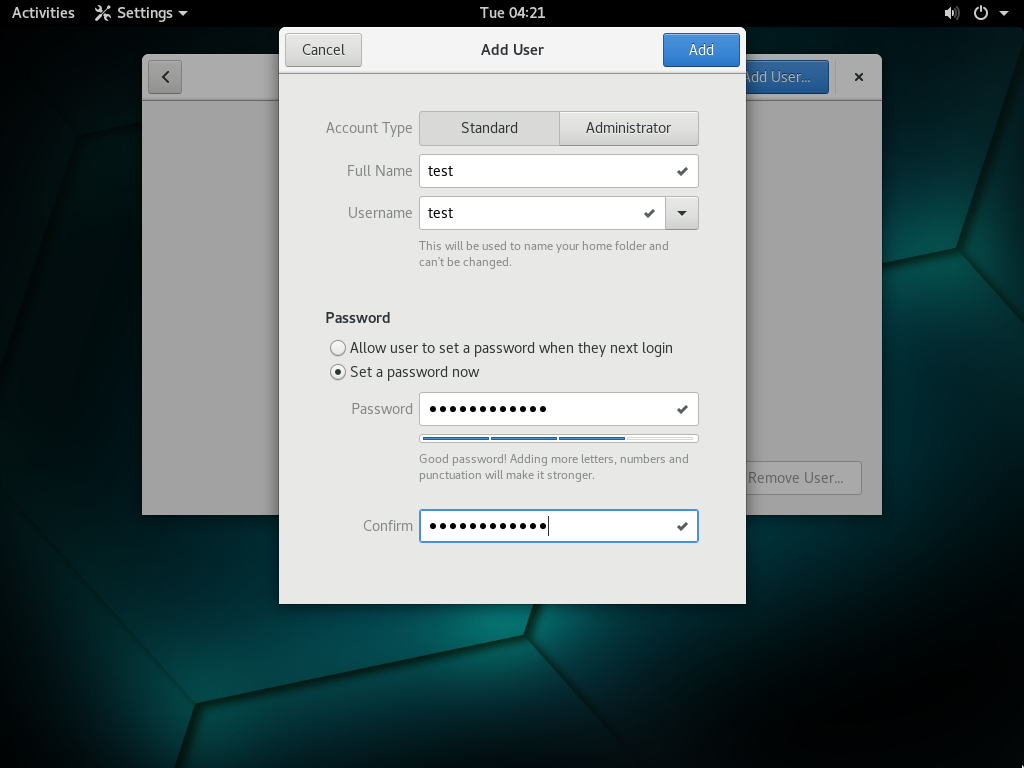 Activities Settings Tue 04:21
Cancel Add User Add
Add User...
Account Type Standard Administrator
Full Name test
Username test
This will be used to name your home folder and
can't be changed.
Password
Allow user to set a password when they next login
Set a password now
Password ●●●●●●●●●●●●
Good password! Adding more letters, numbers and
punctuation will make it stronger.
Remove User...
Confirm ●●●●●●●●●●●●